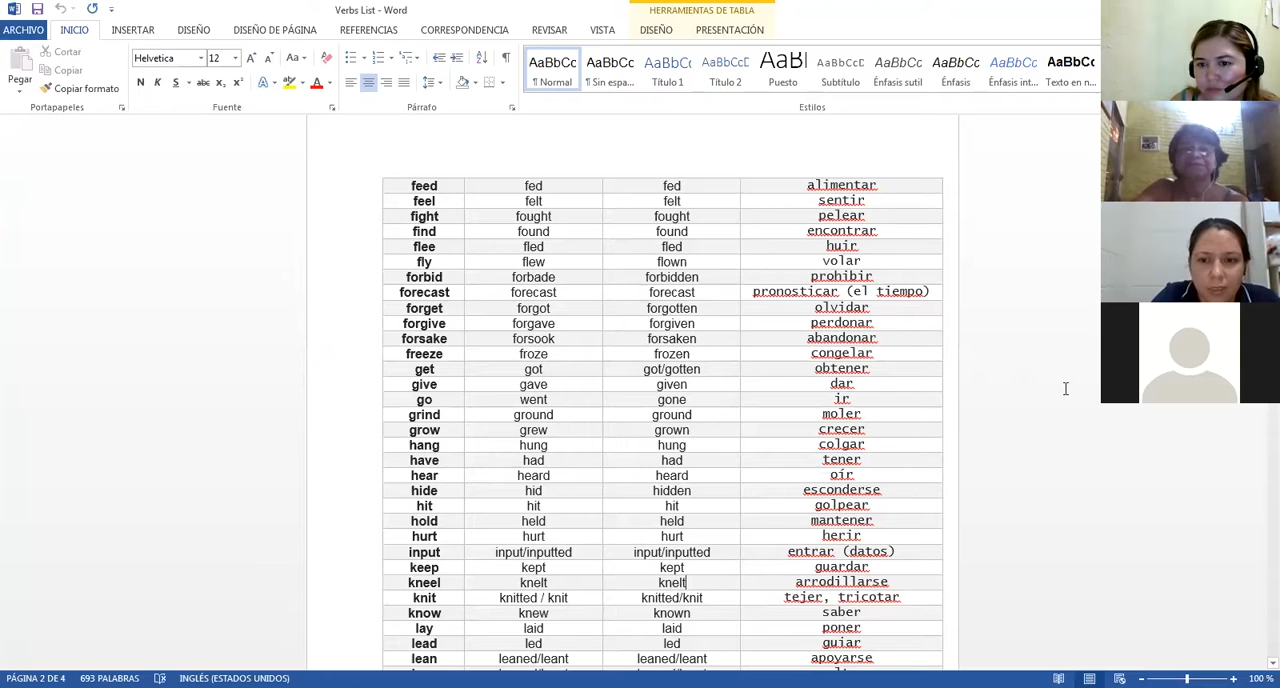 Verbs List - Word
HERRAMIENTAS DE TABLA
ARCHIVO INICIO INSERTAR DISEÑO DISEÑO DE PÁGINA REFERENCIAS CORRESPONDENCIA REVISAR VISTA DISEÑO PRESENTACIÓN
Pegar
Cortar
Copiar
Copiar formato
Portapapeles
Helvetica 12
N K S abc x₂ x²
Fuente
Párrafo
AaBbCc AaBbCc AaBbCc AaBbCcD AaBI AaBbCcD AaBbCcDc AaBbCc AaBbCcDc AaBbCc
¶ Normal ¶ Sin espa... Título 1 Título 2 Puesto Subtítulo Énfasis sutil Énfasis Énfasis int... Texto en n...
Estilos
feed fed fed alimentar
feel felt felt sentir
fight fought fought pelear
find found found encontrar
flee fled fled huir
fly flew flown volar
forbid forbade forbidden prohibir
forecast forecast forecast pronosticar (el tiempo)
forget forgot forgotten olvidar
forgive forgave forgiven perdonar
forsake forsook forsaken abandonar
freeze froze frozen congelar
get got got/gotten obtener
give gave given dar
go went gone ir
grind ground ground moler
grow grew grown crecer
hang hung hung colgar
have had had tener
hear heard heard oír
hide hid hidden esconderse
hit hit hit golpear
hold held held mantener
hurt hurt hurt herir
input input/inputted input/inputted entrar (datos)
keep kept kept guardar
kneel knelt knelt arrodillarse
knit knitted / knit knitted/knit tejer, tricotar
know knew known saber
lay laid laid poner
lead led led guiar
lean leaned/leant leaned/leant apoyarse
PÁGINA 2 DE 4 693 PALABRAS INGLÉS (ESTADOS UNIDOS) 100 %